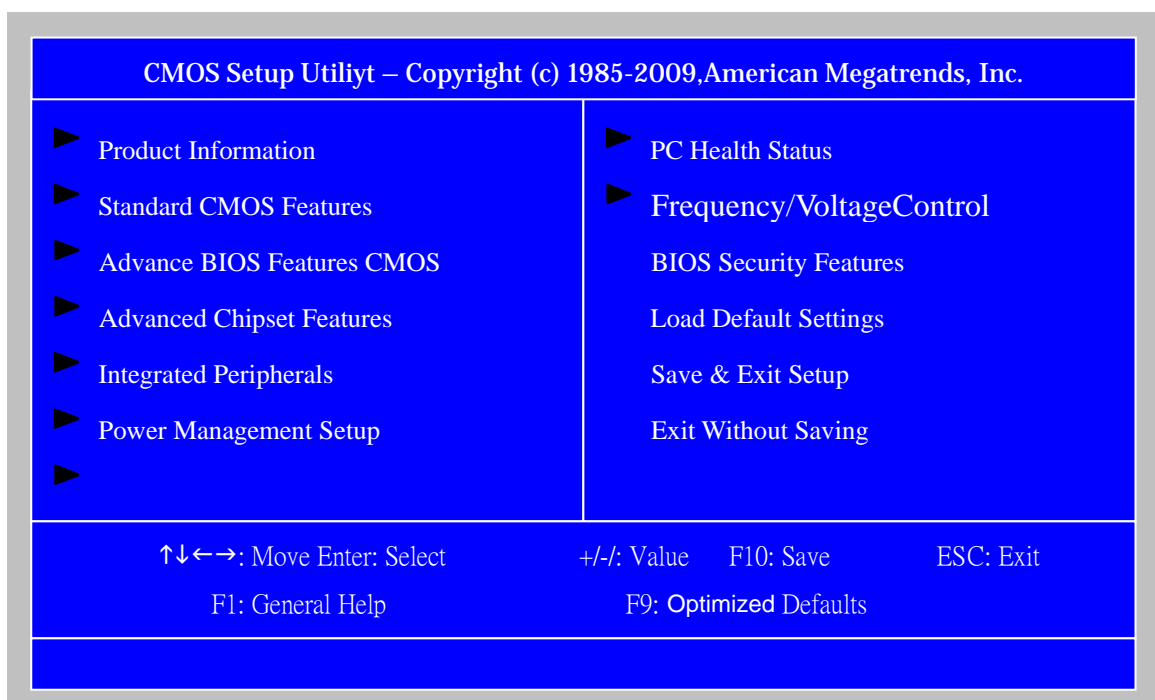 CMOS Setup Utiliyt – Copyright (c) 1985-2009,American Megatrends, Inc.
Product Information
Standard CMOS Features
Advance BIOS Features CMOS
Advanced Chipset Features
Integrated Peripherals
Power Management Setup
PC Health Status
Frequency/VoltageControl
BIOS Security Features
Load Default Settings
Save & Exit Setup
Exit Without Saving
↑↓←→: Move Enter: Select +/-/: Value F10: Save ESC: Exit
F1: General Help F9: Optimized Defaults